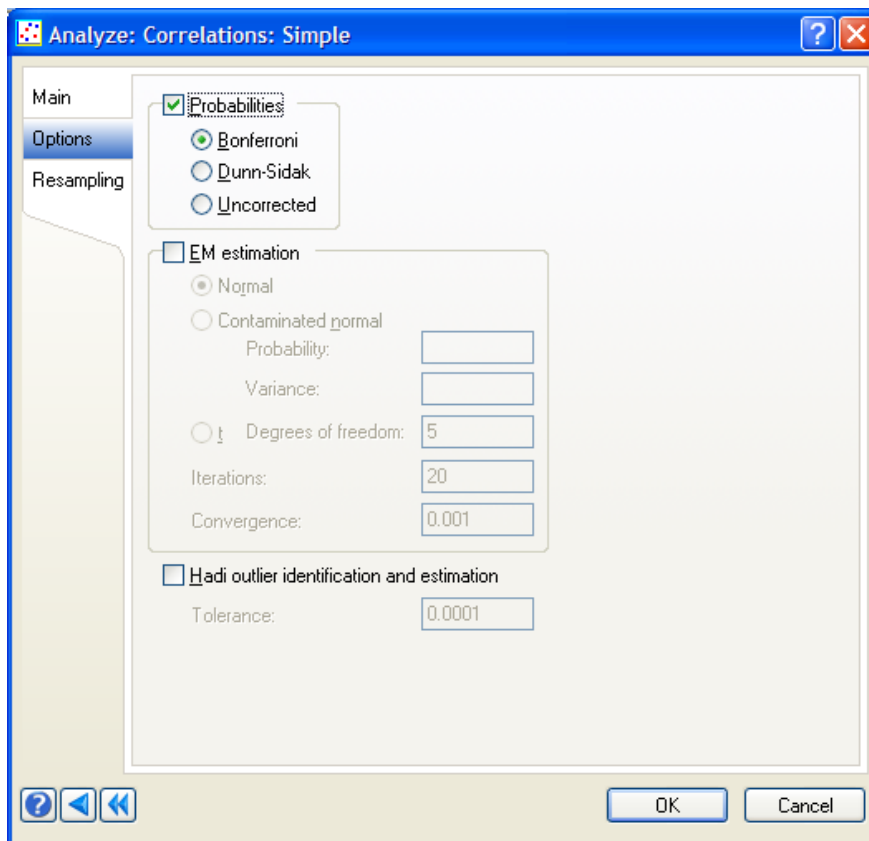 Analyze: Correlations: Simple
Main
Options
Resampling
Probabilities
Bonferroni
Dunn-Sidak
Uncorrected
EM estimation
Normal
Contaminated normal
Probability:
Variance:
t Degrees of freedom: 5
Iterations: 20
Convergence: 0.001
Hadi outlier identification and estimation
Tolerance: 0.0001
OK Cancel